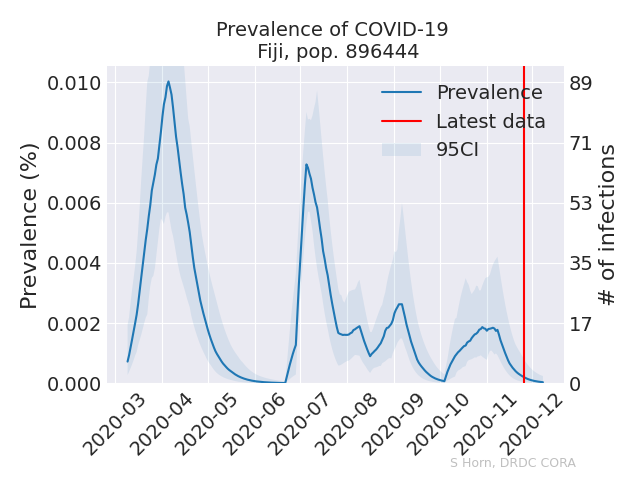 Prevalence of COVID-19
Fiji, pop. 896444
Prevalence (%)
0.010
0.008
0.006
0.004
0.002
0.000
89
71
53
35
17
0
# of infections
Prevalence
Latest data
95CI
2020-03
2020-04
2020-05
2020-06
2020-07
2020-08
2020-09
2020-10
2020-11
2020-12
S Horn, DRDC CORA